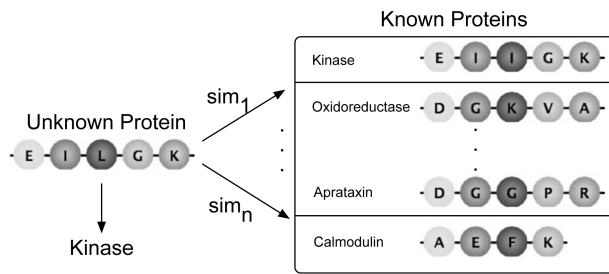 Known Proteins
Kinase E I I G K
sim1
Oxidoreductase D G K V A
Unknown Protein
E I L G K
Aprataxin D G G P R
simn
Kinase
Calmodulin A E F K